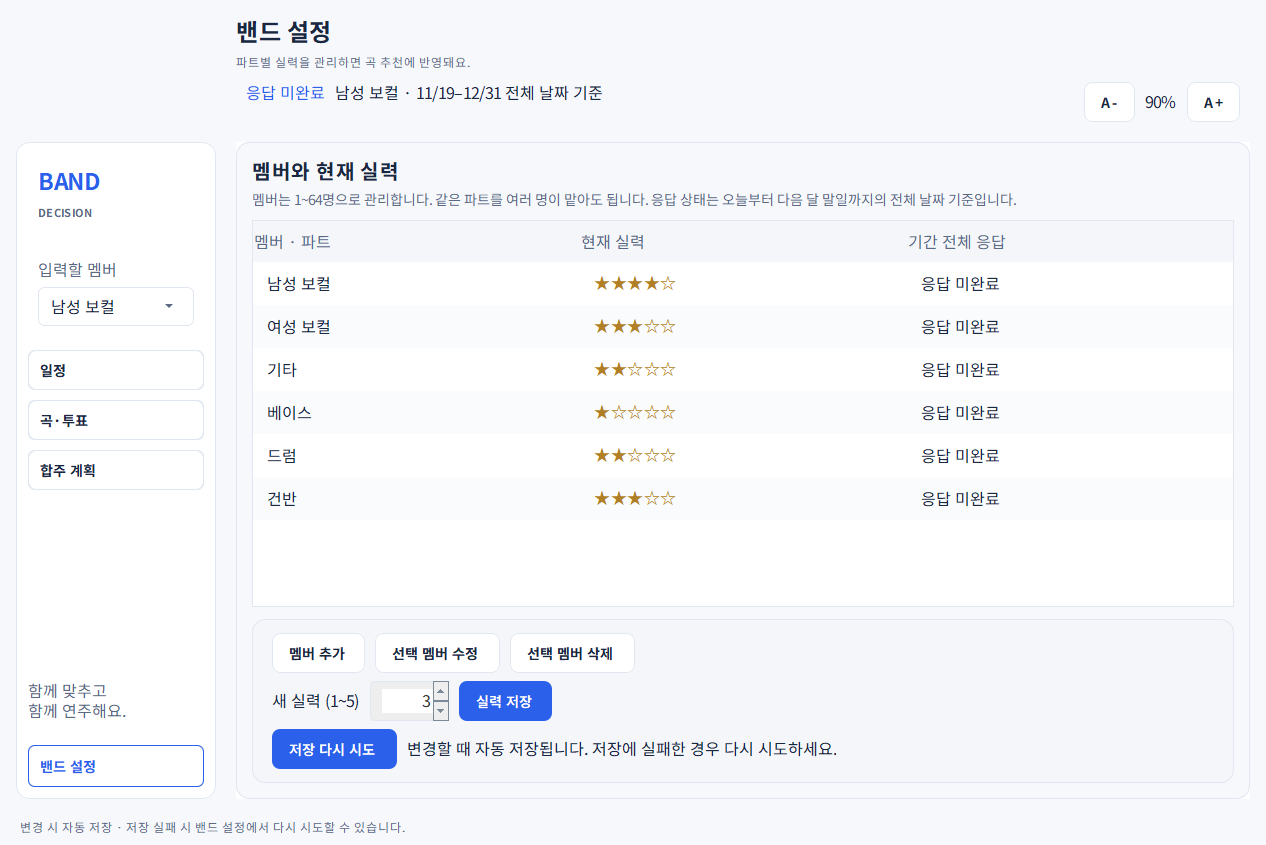 밴드 설정
파트별 실력을 관리하면 곡 추천에 반영돼요.
응답 미완료 남성 보컬 · 11/19–12/31 전체 날짜 기준
A- 90% A+
BAND
DECISION
입력할 멤버
남성 보컬
일정
곡·투표
합주 계획
함께 맞추고
함께 연주해요.
밴드 설정
멤버와 현재 실력
멤버는 1~64명으로 관리합니다. 같은 파트를 여러 명이 맡아도 됩니다. 응답 상태는 오늘부터 다음 달 말일까지의 전체 날짜 기준입니다.
멤버 · 파트 현재 실력 기간 전체 응답
남성 보컬 ★★★★☆ 응답 미완료
여성 보컬 ★★★☆☆ 응답 미완료
기타 ★★☆☆☆ 응답 미완료
베이스 ★☆☆☆☆ 응답 미완료
드럼 ★★☆☆☆ 응답 미완료
건반 ★★★☆☆ 응답 미완료
멤버 추가 선택 멤버 수정 선택 멤버 삭제
새 실력 (1~5) 3 실력 저장
저장 다시 시도 변경할 때 자동 저장됩니다. 저장에 실패한 경우 다시 시도하세요.
변경 시 자동 저장 · 저장 실패 시 밴드 설정에서 다시 시도할 수 있습니다.